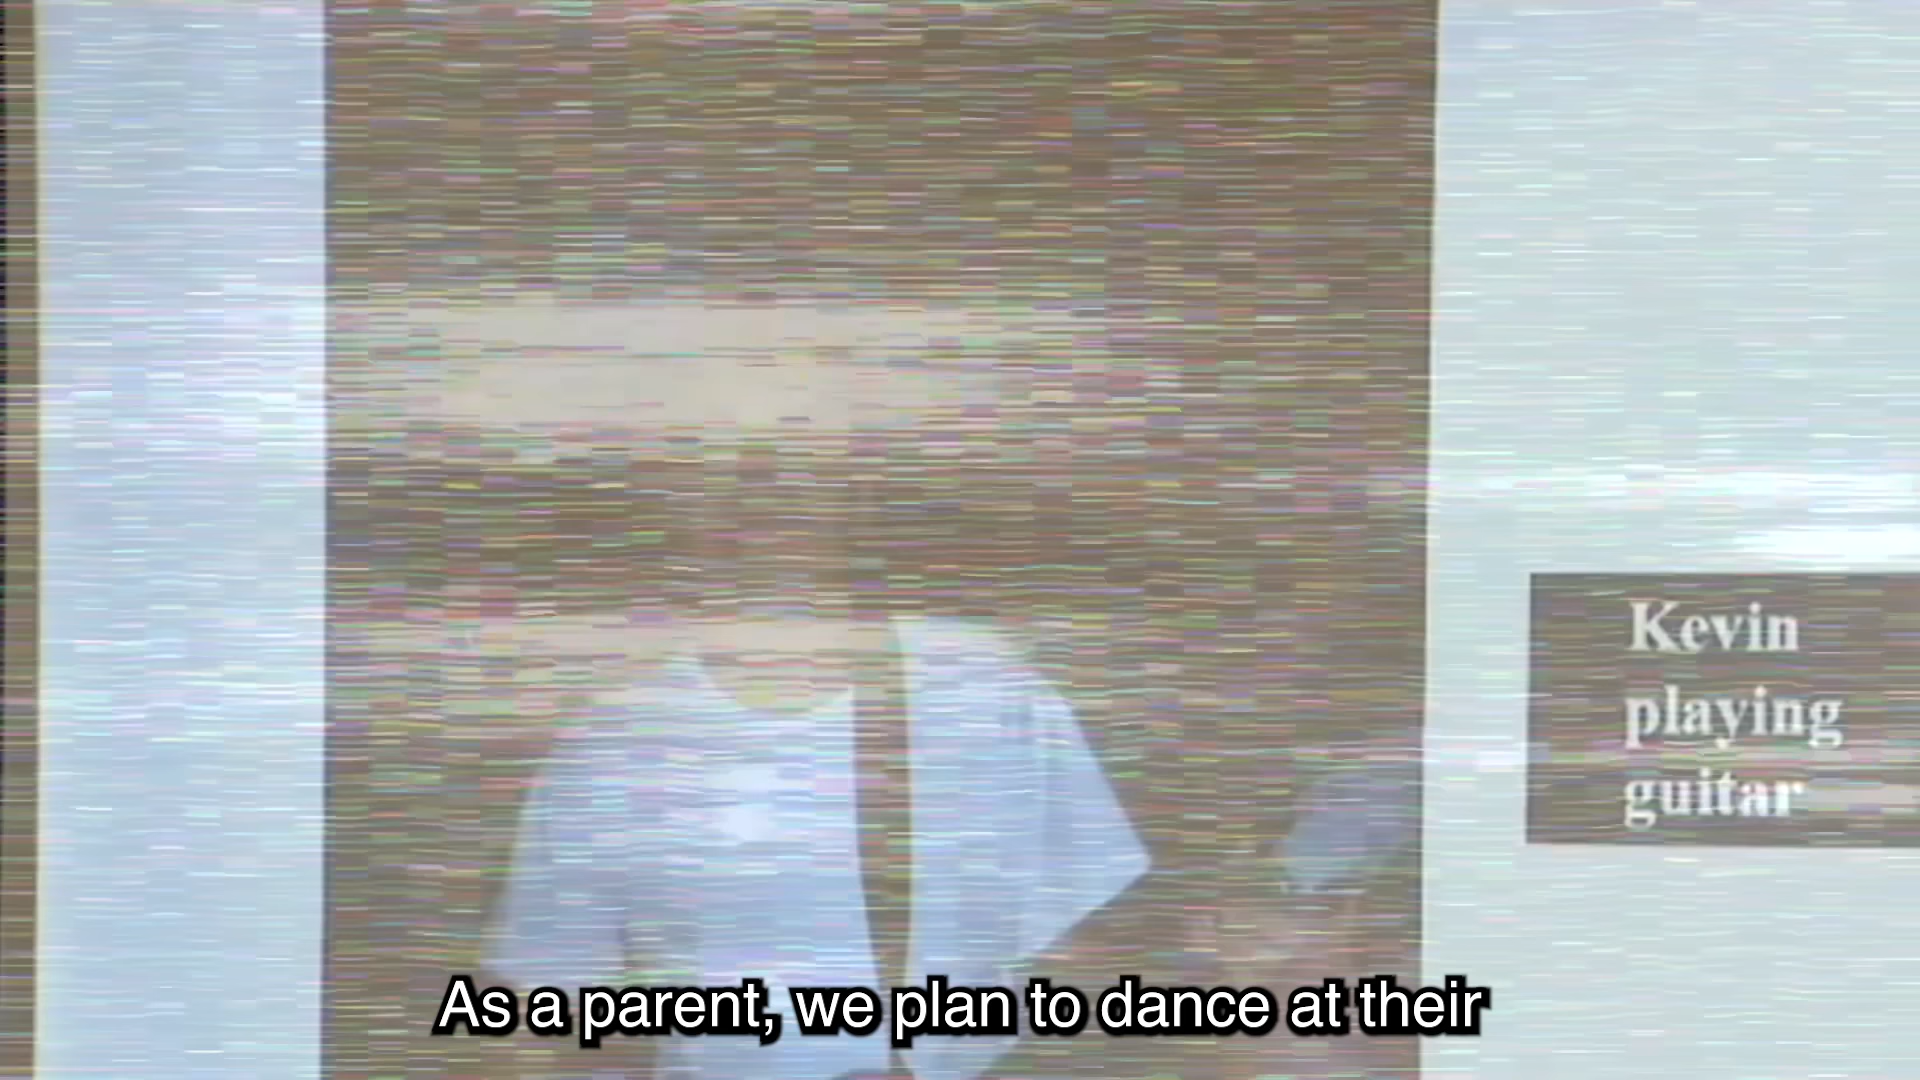 Kevin
playing
guitar
As a parent, we plan to dance at their